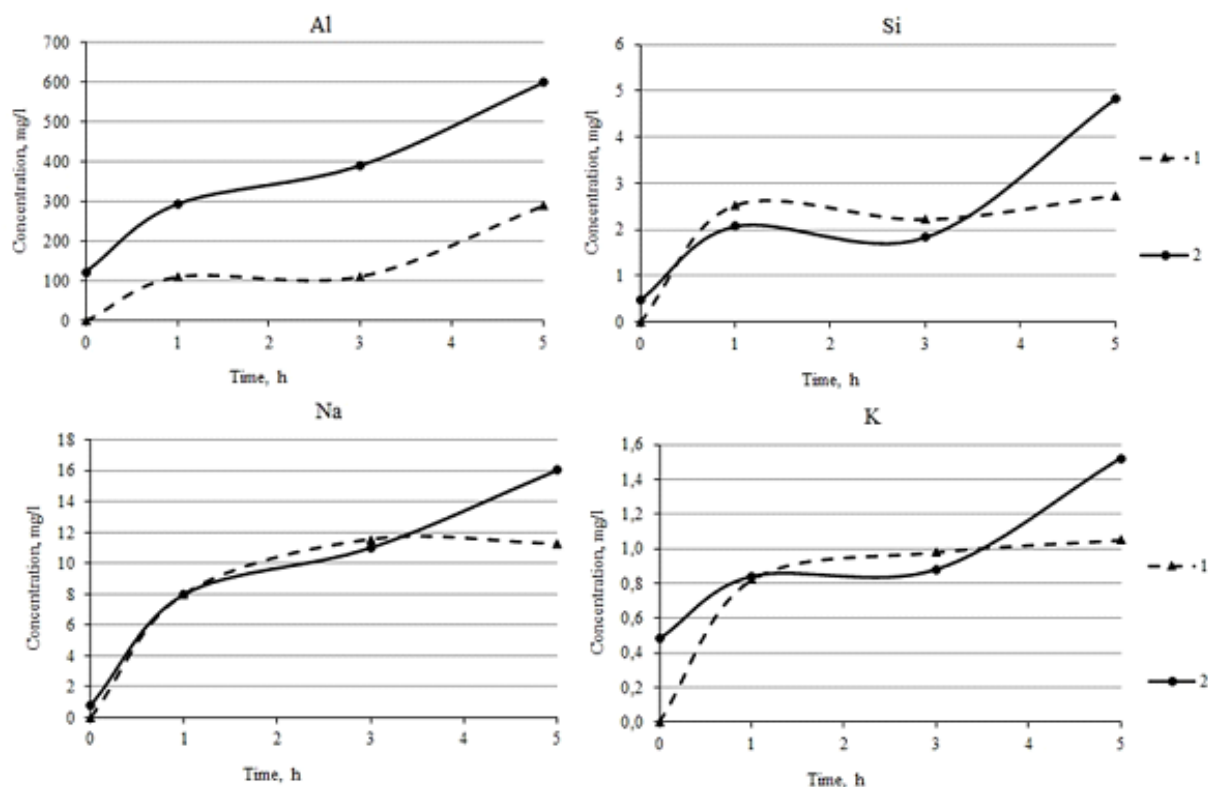 Al
Concentration, mg/l
700
600
500
400
300
200
100
0
0 1 2 3 4 5
Time, h
Si
Concentration, mg/l
6
5
4
3
2
1
0
0 1 2 3 4 5
Time, h
1
2
Na
Concentration, mg/l
18
16
14
12
10
8
6
4
2
0
0 1 2 3 4 5
Time, h
K
Concentration, mg/l
1,6
1,4
1,2
1,0
0,8
0,6
0,4
0,2
0,0
0 1 2 3 4 5
Time, h
1
2